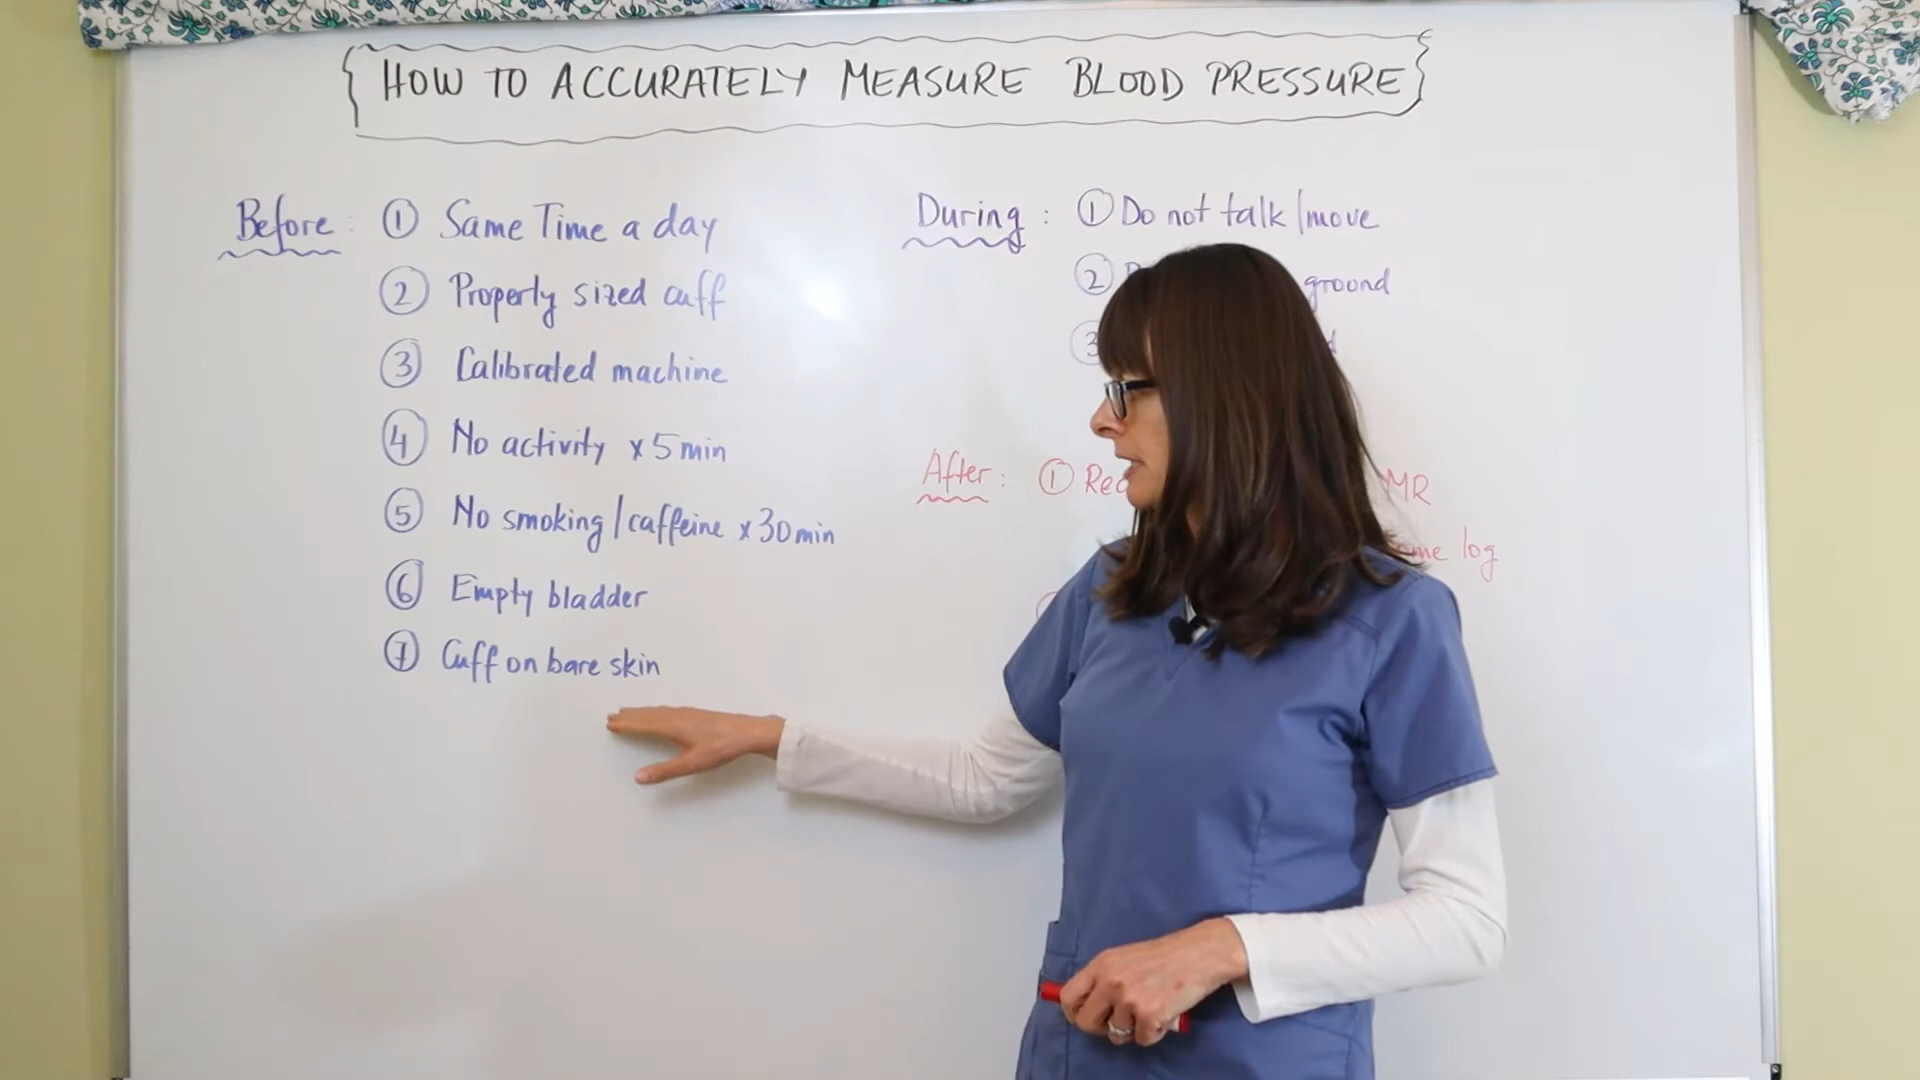 HOW TO ACCURATELY MEASURE BLOOD PRESSURE
Before: ① Same Time a day
② Properly sized cuff
③ Calibrated machine
④ No activity x 5 min
⑤ No smoking/caffeine x 30 min
⑥ Empty bladder
⑦ Cuff on bare skin
During: ① Do not talk/move
② ground
③
After: ① MR
log